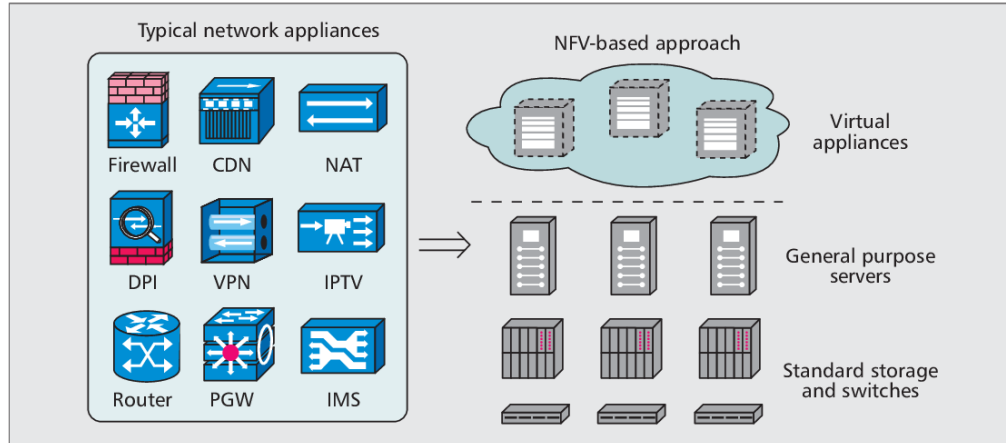 Typical network appliances
Firewall
CDN
NAT
DPI
VPN
IPTV
Router
PGW
IMS
NFV-based approach
Virtual
appliances
General purpose
servers
Standard storage
and switches